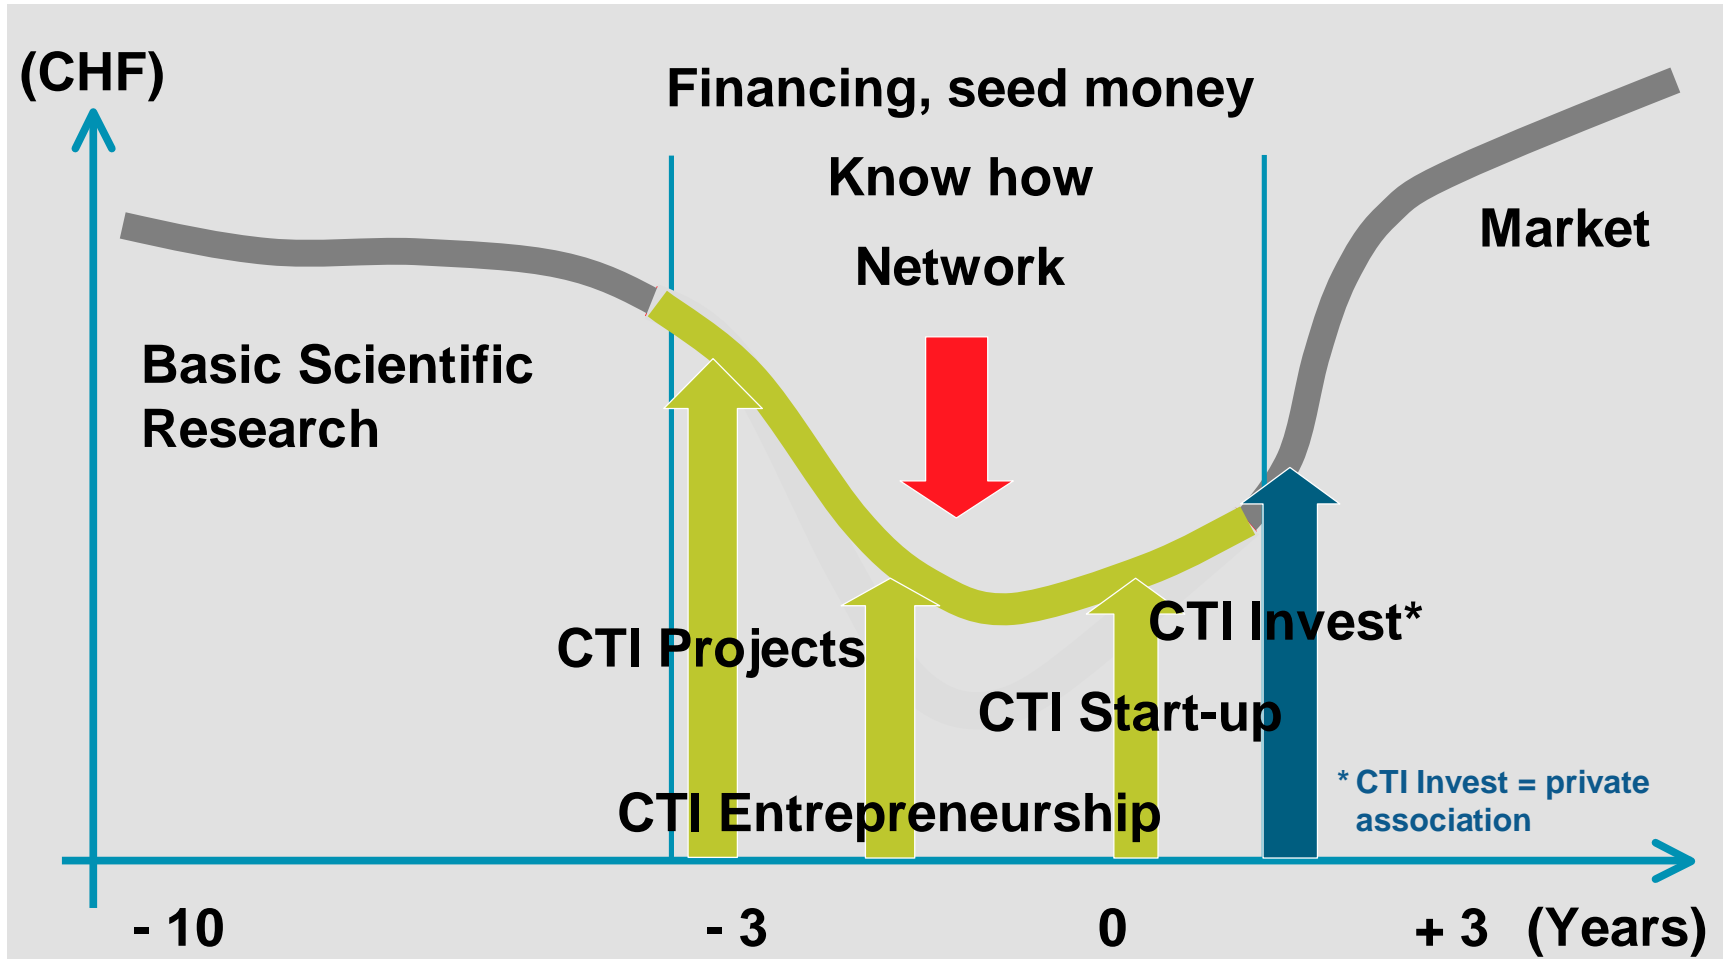 (CHF)
Financing, seed money
Know how
Network
Market
Basic Scientific
Research
CTI Projects
CTI Invest*
CTI Start-up
CTI Entrepreneurship
* CTI Invest = private
association
- 10
- 3
0
+ 3
(Years)